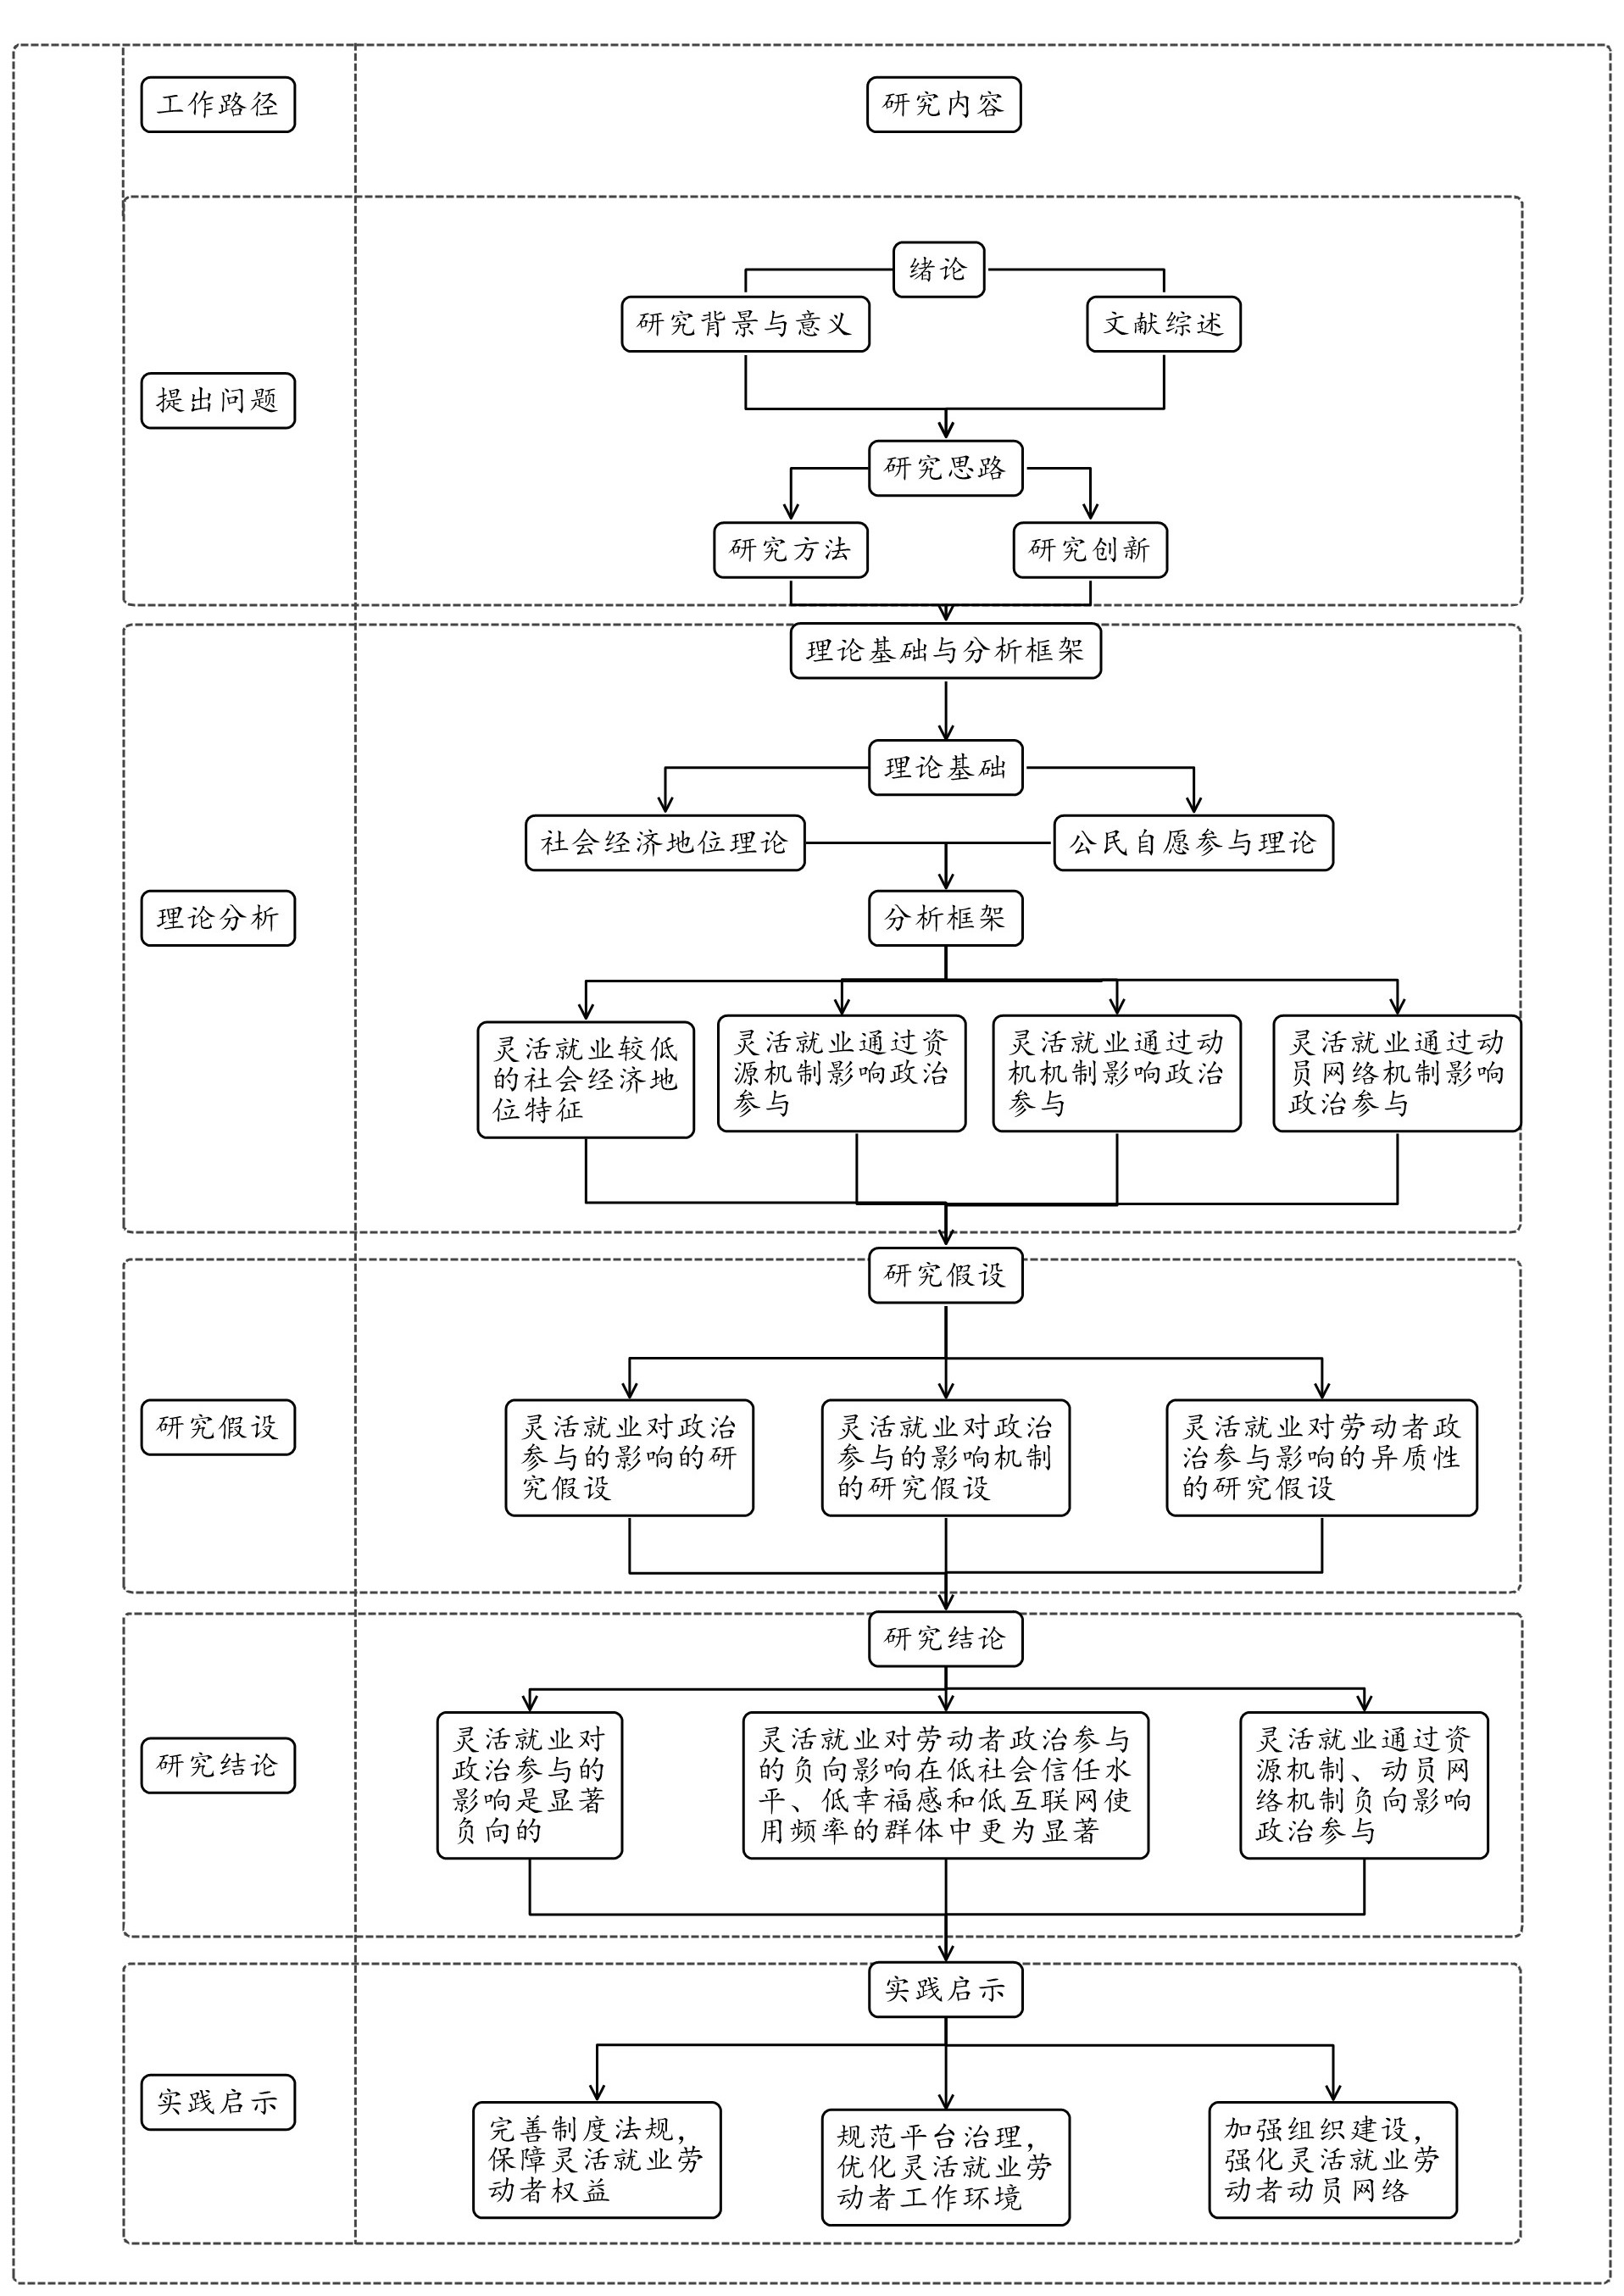 工作路径
研究内容
提出问题
绪论
研究背景与意义
文献综述
研究思路
研究方法
研究创新
理论分析
理论基础与分析框架
理论基础
社会经济地位理论
公民自愿参与理论
分析框架
灵活就业较低
的社会经济地
位特征
灵活就业通过资
源机制影响政治
参与
灵活就业通过动
机机制影响政治
参与
灵活就业通过动
员网络机制影响
政治参与
研究假设
研究假设
灵活就业对政治
参与的影响的研
究假设
灵活就业对政治
参与的影响机制
的研究假设
灵活就业对劳动者政
治参与影响的异质性
的研究假设
研究结论
研究结论
灵活就业对
政治参与的
影响是显著
负向的
灵活就业对劳动者政治参与
的负向影响在低社会信任水
平、低幸福感和低互联网使
用频率的群体中更为显著
灵活就业通过资
源机制、动员网
络机制负向影响
政治参与
实践启示
实践启示
完善制度法规，
保障灵活就业劳
动者权益
规范平台治理，
优化灵活就业劳
动者工作环境
加强组织建设，
强化灵活就业劳
动者动员网络